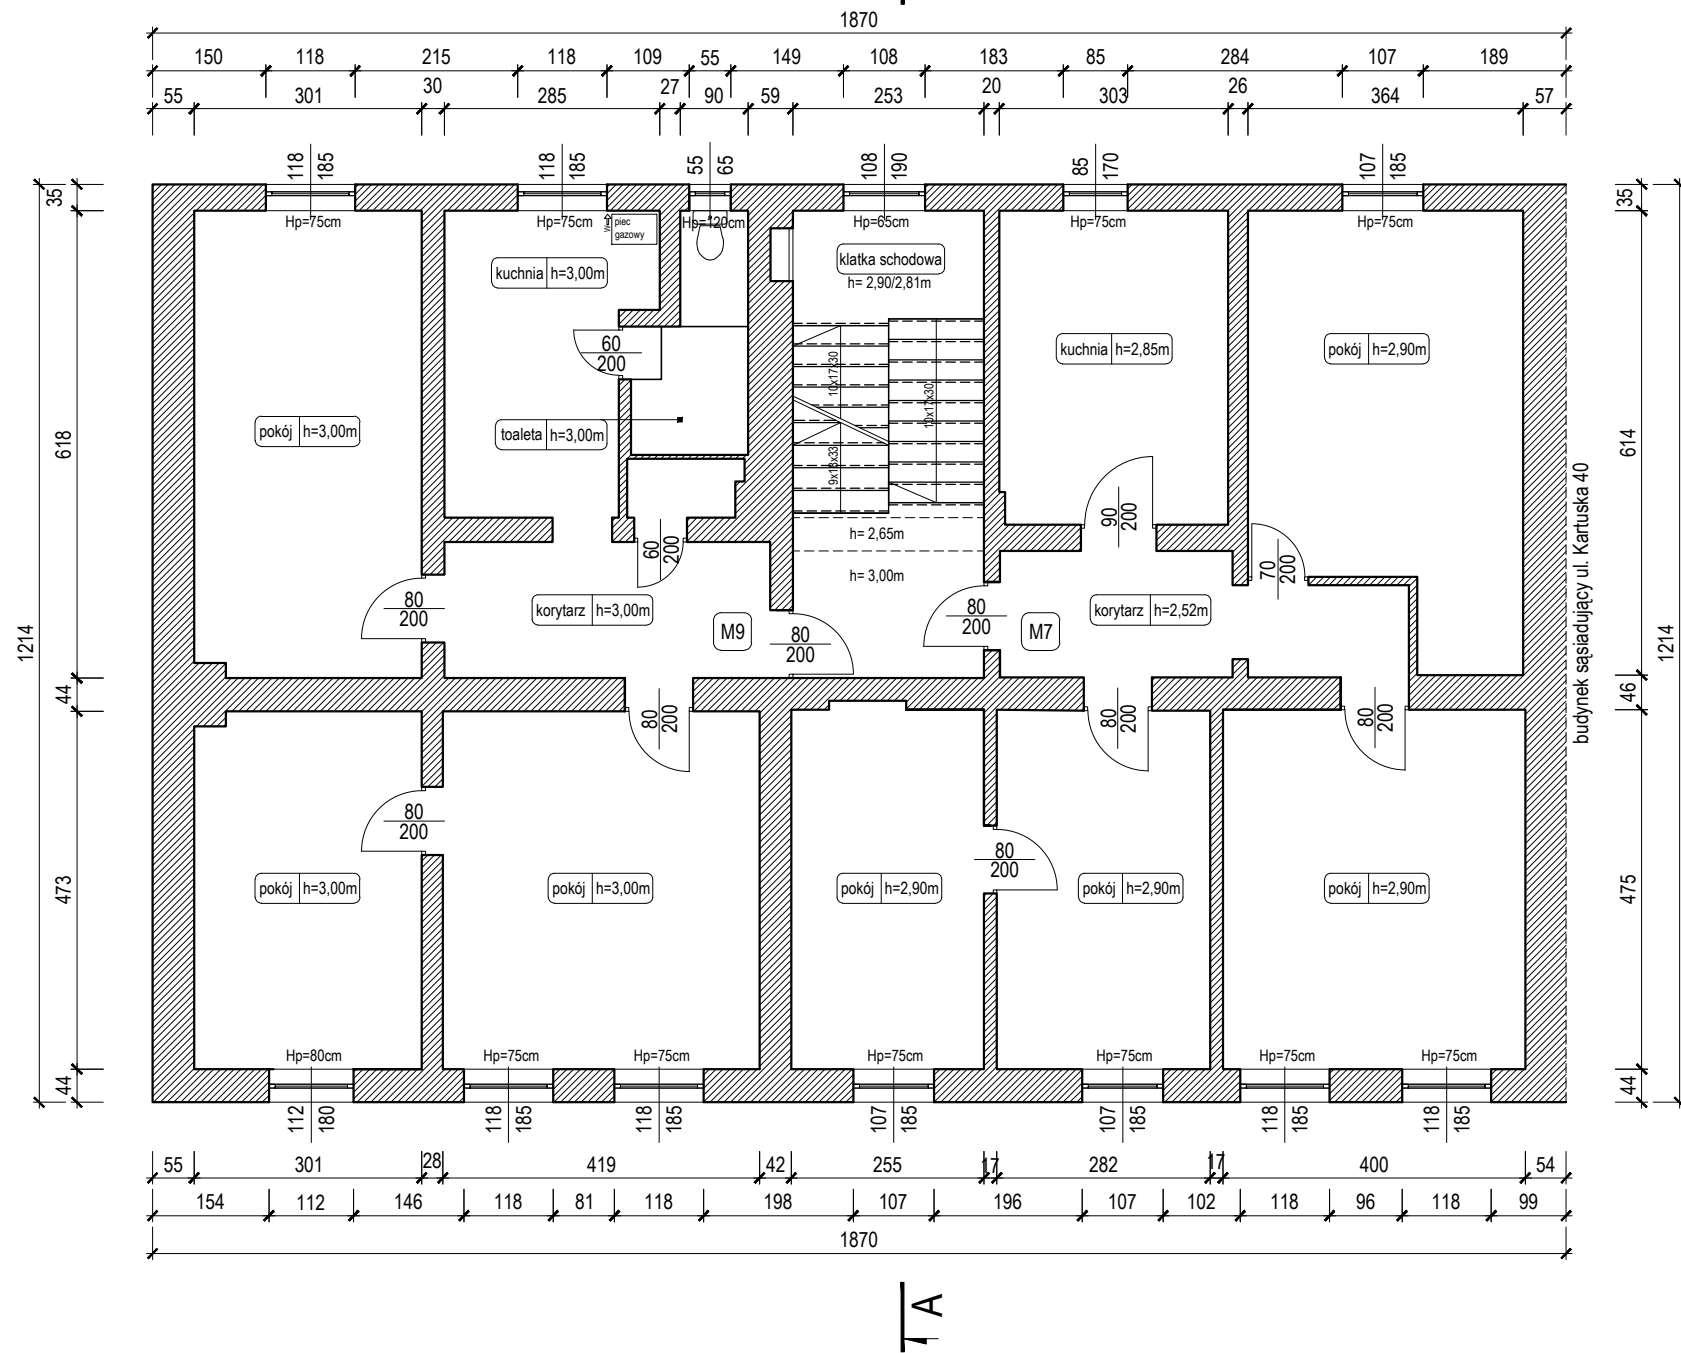 1870
150 118 215 118 109 55 149 108 183 85 284 107 189
55 301 30 285 27 90 59 253 20 303 26 364 57
118 185
118 185
55 65
108 190
85 170
107 185
35
618
44
473
44
1214
35
614
46
475
44
1214
Hp=75cm
Hp=75cm
piec
gazowy
Hp=120cm
Hp=65cm
Hp=75cm
Hp=75cm
kuchnia h=3,00m
klatka schodowa
h= 2,90/2,81m
60
200
kuchnia h=2,85m
pokój h=2,90m
10x17x30
10x17x30
pokój h=3,00m
toaleta h=3,00m
9x18x33
90
200
h= 2,65m
60
200
70
200
h= 3,00m
80
200
korytarz h=3,00m
M9
80
200
80
200
M7
korytarz h=2,52m
budynek sąsiadujący ul. Kartuska 40
80
200
80
200
80
200
80
200
80
200
pokój h=3,00m
pokój h=3,00m
pokój h=2,90m
pokój h=2,90m
pokój h=2,90m
Hp=80cm
Hp=75cm
Hp=75cm
Hp=75cm
Hp=75cm
Hp=75cm
Hp=75cm
112 180
118 185
118 185
107 185
107 185
118 185
118 185
55 301 28 419 42 255 17 282 17 400 54
154 112 146 118 81 118 198 107 196 107 102 118 96 118 99
1870
A